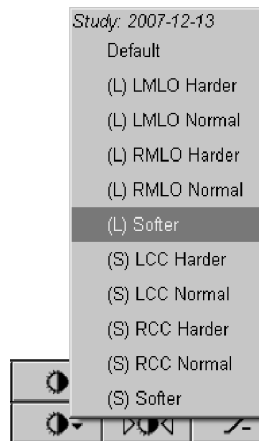 Study: 2007-12-13
Default
(L) LMLO Harder
(L) LMLO Normal
(L) RMLO Harder
(L) RMLO Normal
(L) Softer
(S) LCC Harder
(S) LCC Normal
(S) RCC Harder
(S) RCC Normal
(S) Softer